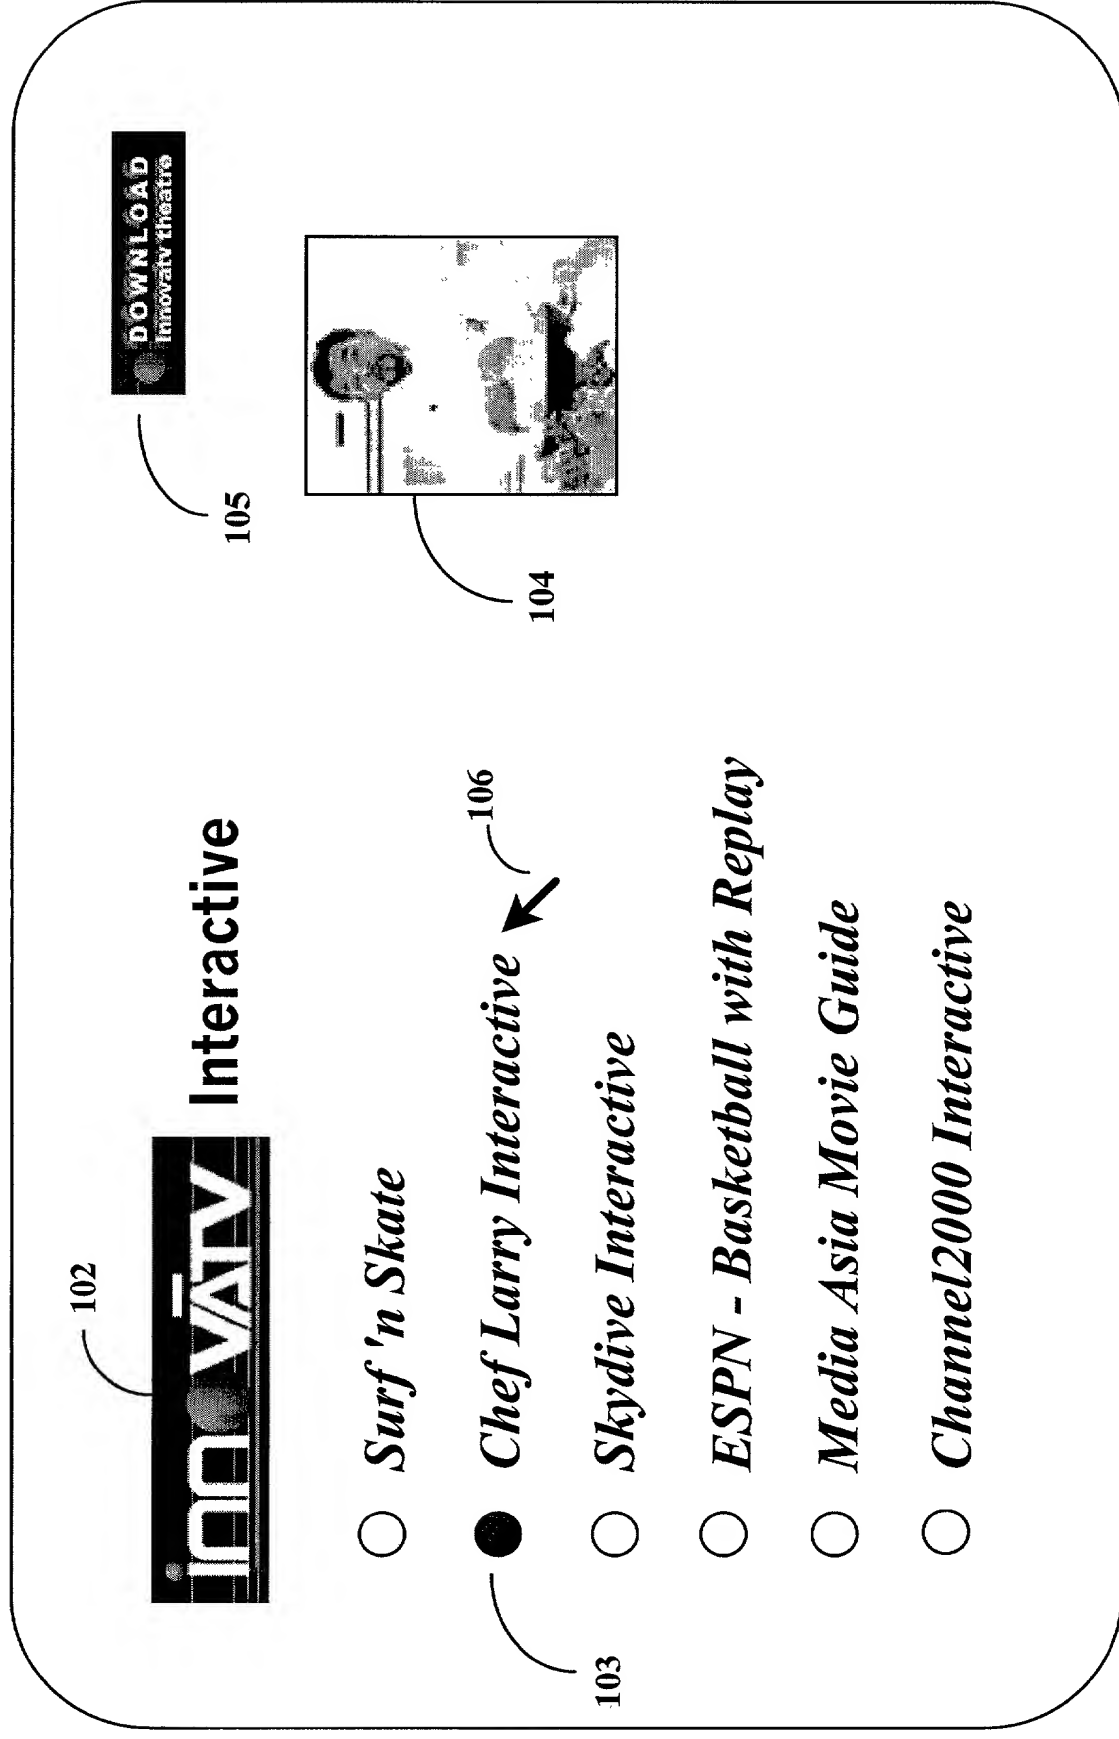 102
innovATV Interactive
105
DOWNLOAD
innovatv theatre
Surf 'n Skate
103
Chef Larry Interactive
106
104
Skydive Interactive
ESPN - Basketball with Replay
Media Asia Movie Guide
Channel2000 Interactive